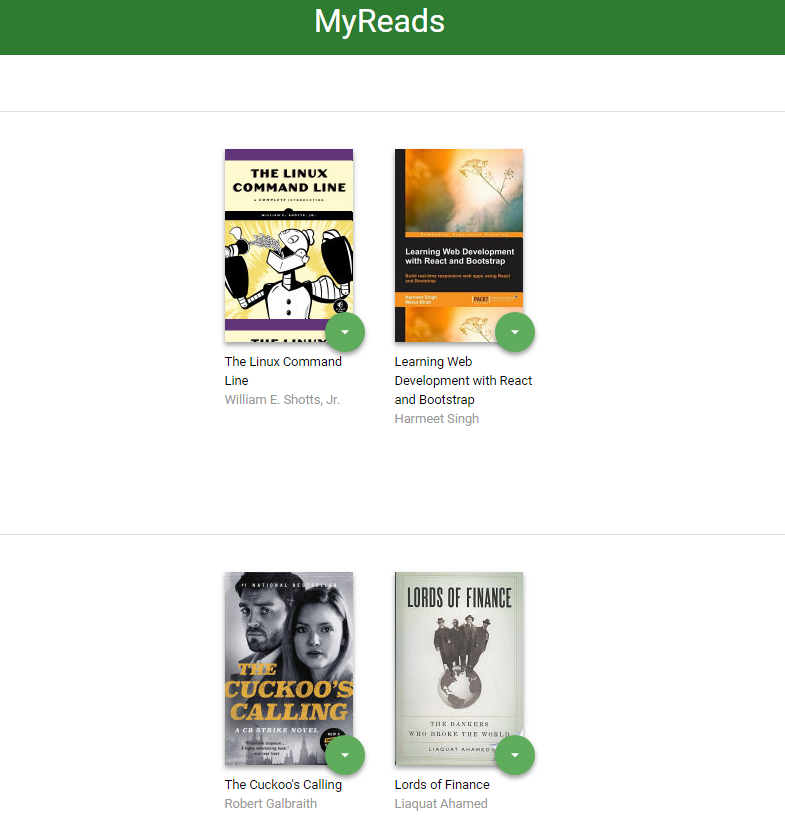 MyReads
THE LINUX
COMMAND LINE
A COMPLETE INTRODUCTION
WILLIAM E. SHOTTS, JR.
THE LINUX
Learning Web Development
with React and Bootstrap
Build real-time responsive web apps using React
and Bootstrap
Harmeet Singh
Mehul Bhatt
PACKT
The Linux Command
Line
William E. Shotts, Jr.
Learning Web
Development with React
and Bootstrap
Harmeet Singh
#1 NATIONAL BESTSELLER
THE
CUCKOO'S
CALLING
A CB STRIKE NOVEL
LORDS OF FINANCE
THE BANKERS
WHO BROKE THE WORLD
LIAQUAT AHAMED
The Cuckoo's Calling
Robert Galbraith
Lords of Finance
Liaquat Ahamed